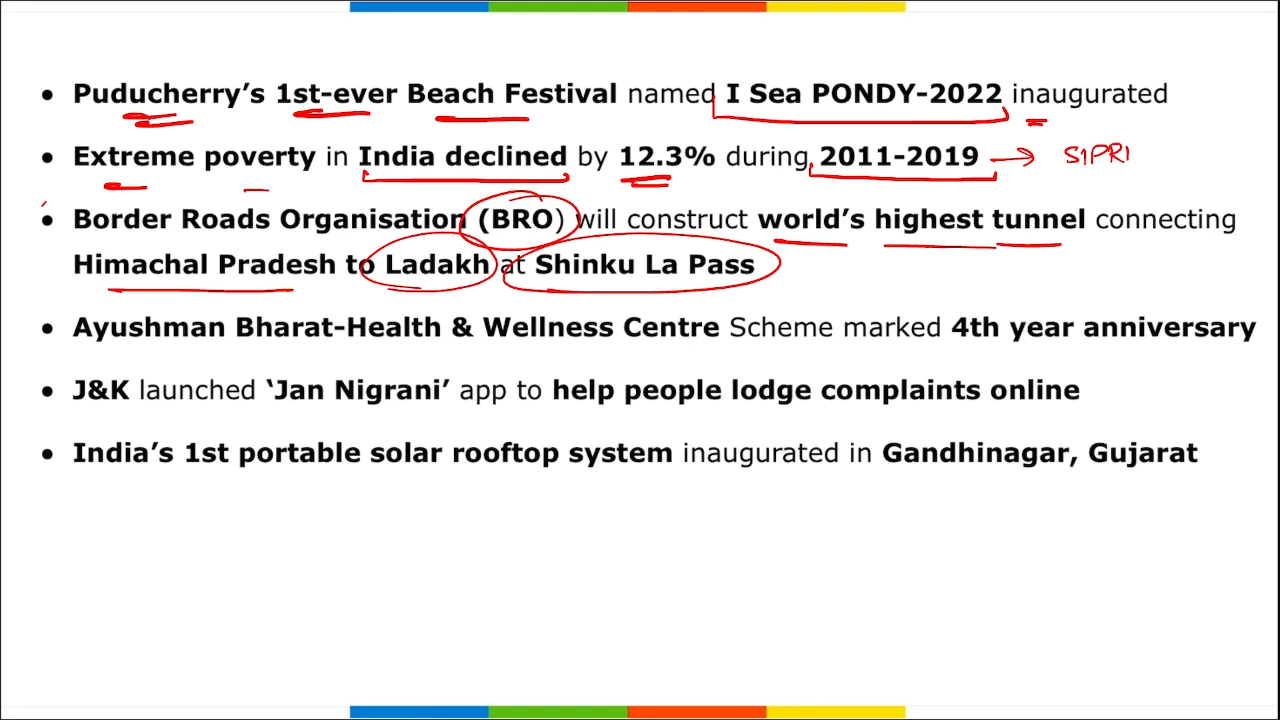 • Puducherry’s 1st-ever Beach Festival named I Sea PONDY-2022 inaugurated
• Extreme poverty in India declined by 12.3% during 2011-2019 → SIPRI
• Border Roads Organisation (BRO) will construct world’s highest tunnel connecting
Himachal Pradesh to Ladakh at Shinku La Pass
• Ayushman Bharat-Health & Wellness Centre Scheme marked 4th year anniversary
• J&K launched ‘Jan Nigrani’ app to help people lodge complaints online
• India’s 1st portable solar rooftop system inaugurated in Gandhinagar, Gujarat